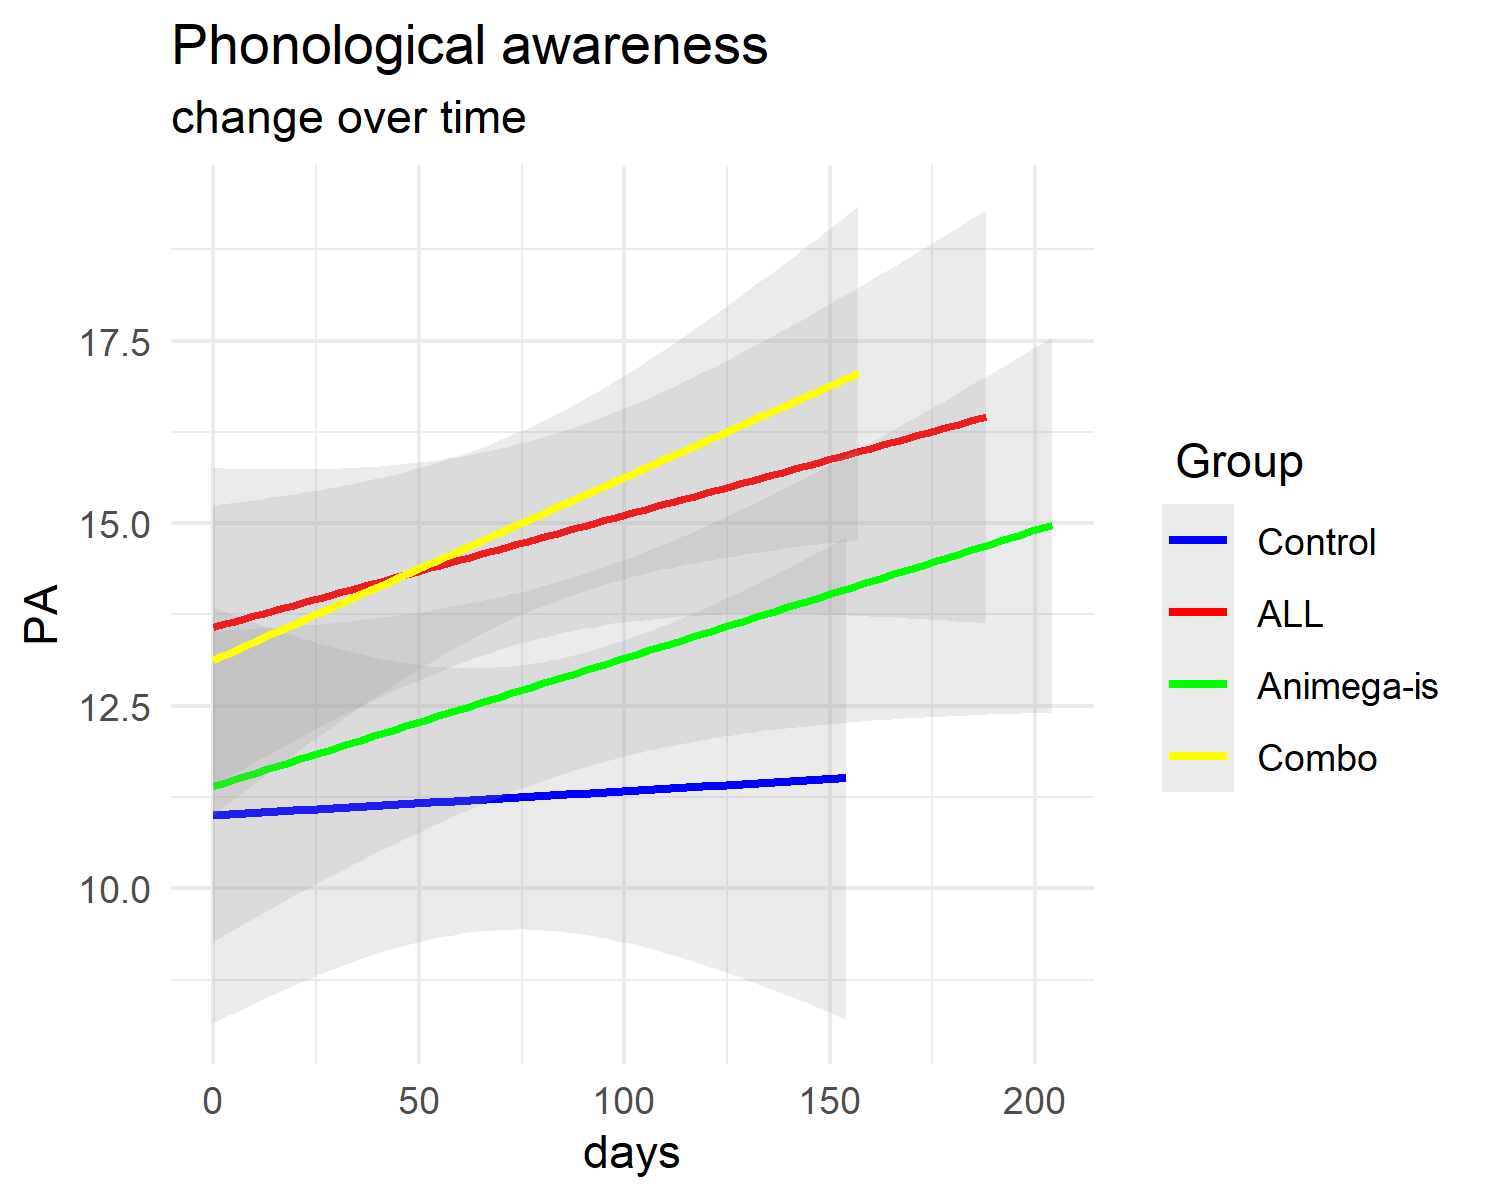 Phonological awareness
change over time
PA
17.5
15.0
12.5
10.0
0 50 100 150 200
days
Group
Control
ALL
Animega-is
Combo